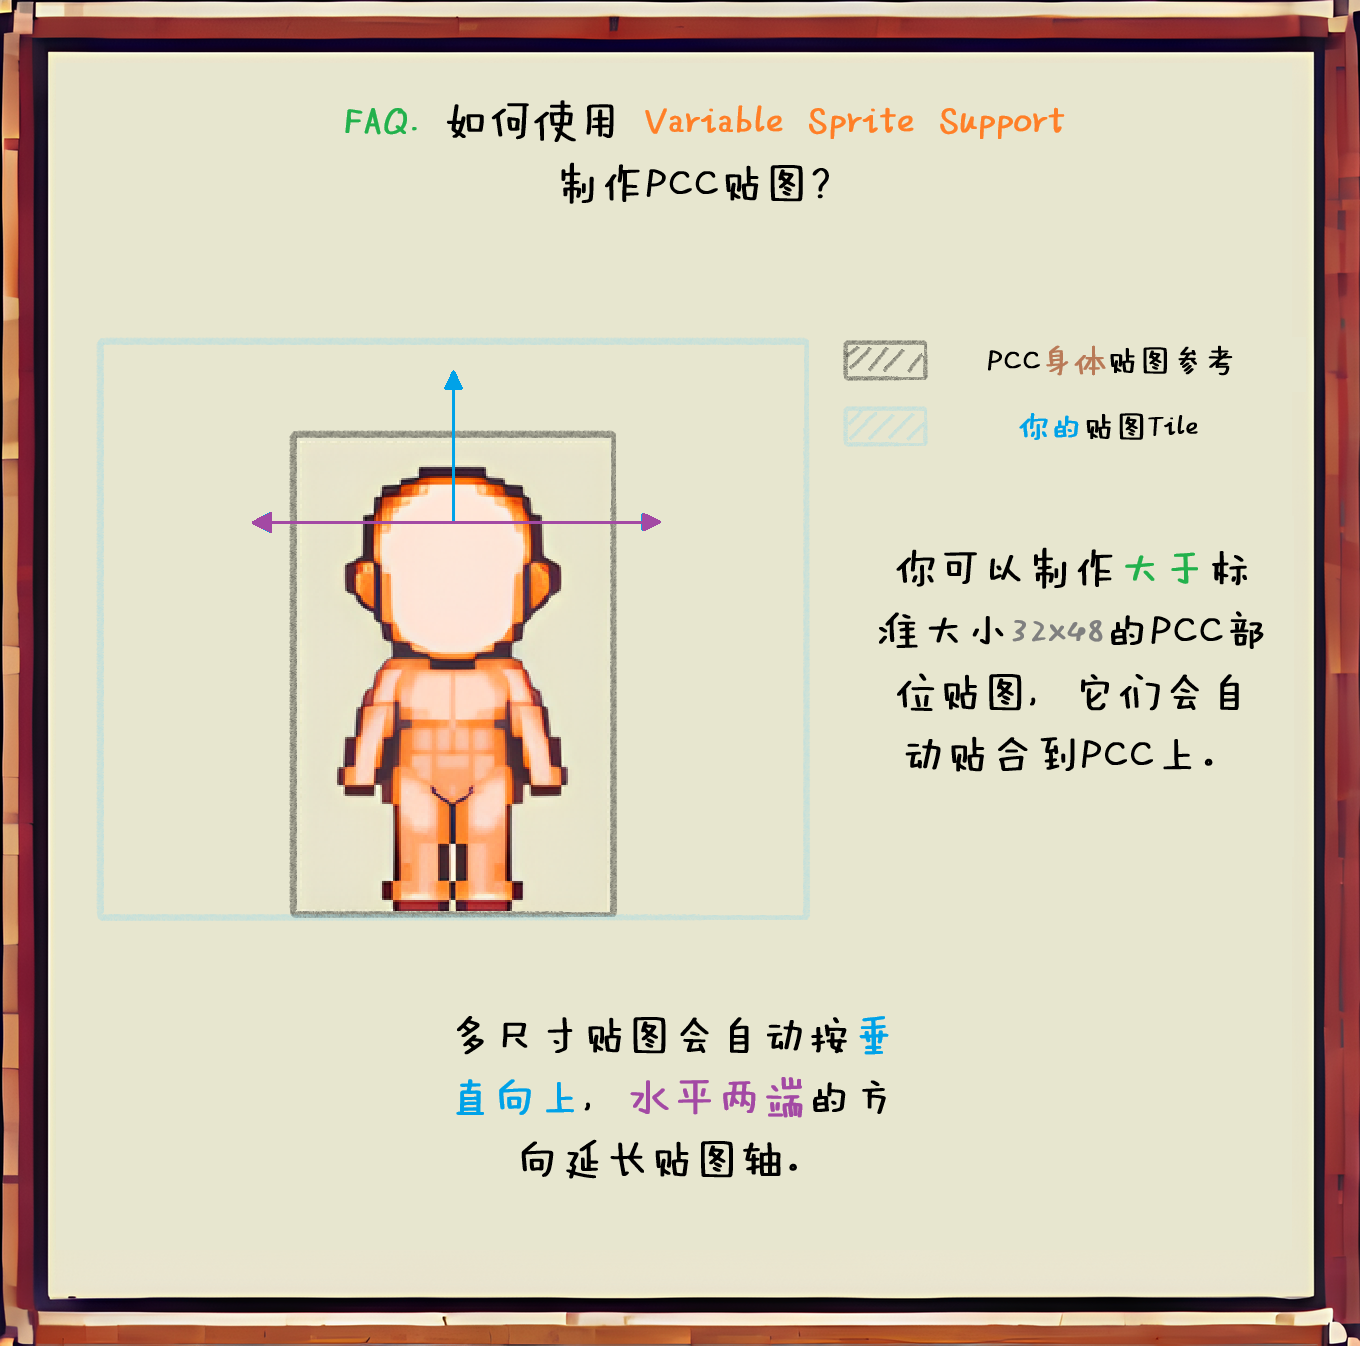 FAQ. 如何使用 Variable Sprite Support
制作PCC贴图?
PCC身体贴图参考
你的贴图Tile
你可以制作大于标
准大小32x48的PCC部
位贴图, 它们会自
动贴合到PCC上。
多尺寸贴图会自动按垂
直向上, 水平两端的方
向延长贴图轴。